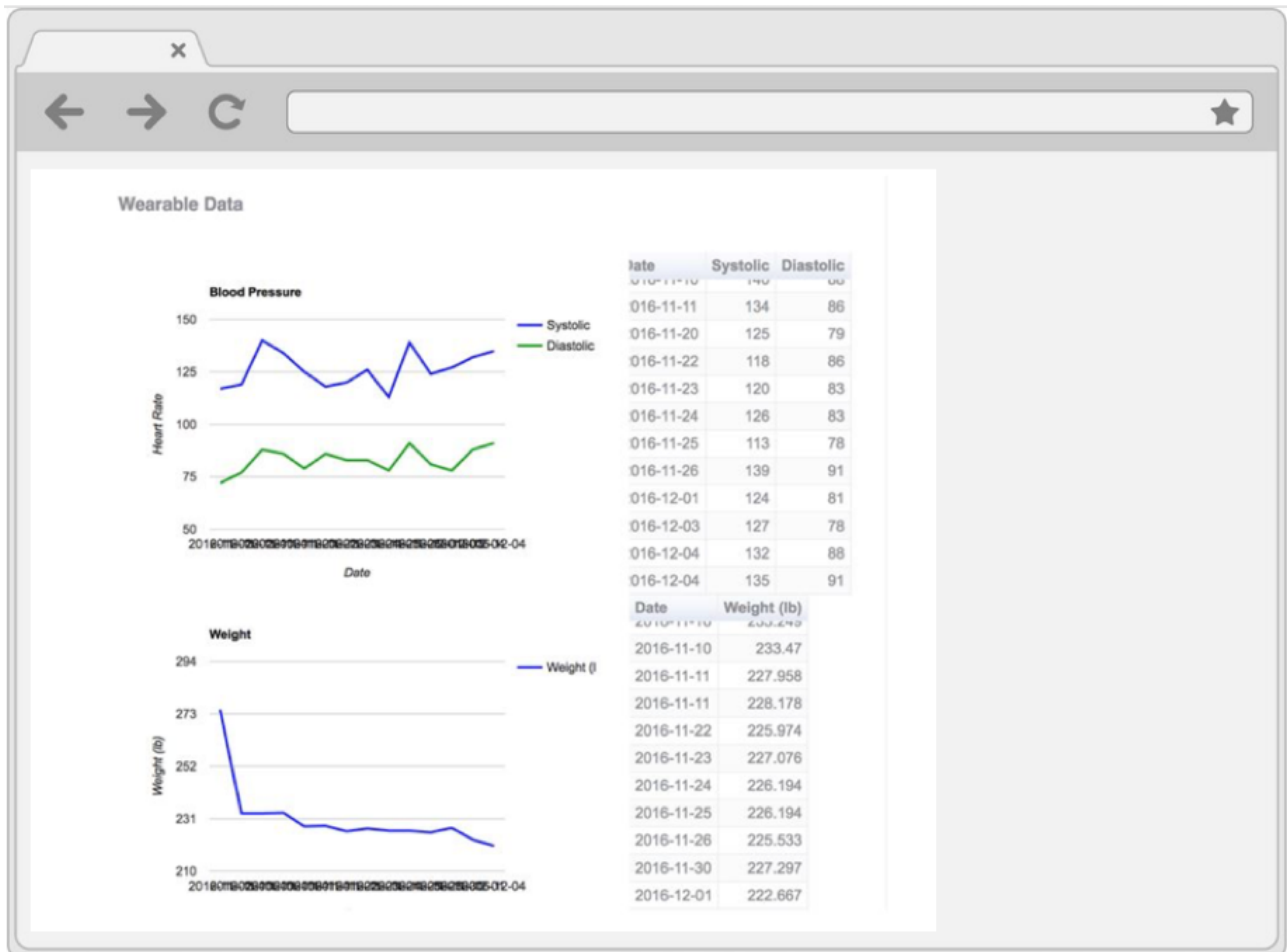 Wearable Data
Blood Pressure
150
125
100
75
50
Heart Rate
Date
Systolic
Diastolic
Systolic Diastolic
016-11-11 134 86
016-11-20 125 79
016-11-22 118 86
016-11-23 120 83
016-11-24 126 83
016-11-25 113 78
016-11-26 139 91
016-12-01 124 81
016-12-03 127 78
016-12-04 132 88
016-12-04 135 91
Weight
294
273
252
231
210
Weight (lb)
Weight (l
Date Weight (lb)
2016-11-10 233.249
2016-11-10 233.47
2016-11-11 227.958
2016-11-11 228.178
2016-11-22 225.974
2016-11-23 227.076
2016-11-24 226.194
2016-11-25 226.194
2016-11-26 225.533
2016-11-30 227.297
2016-12-01 222.667